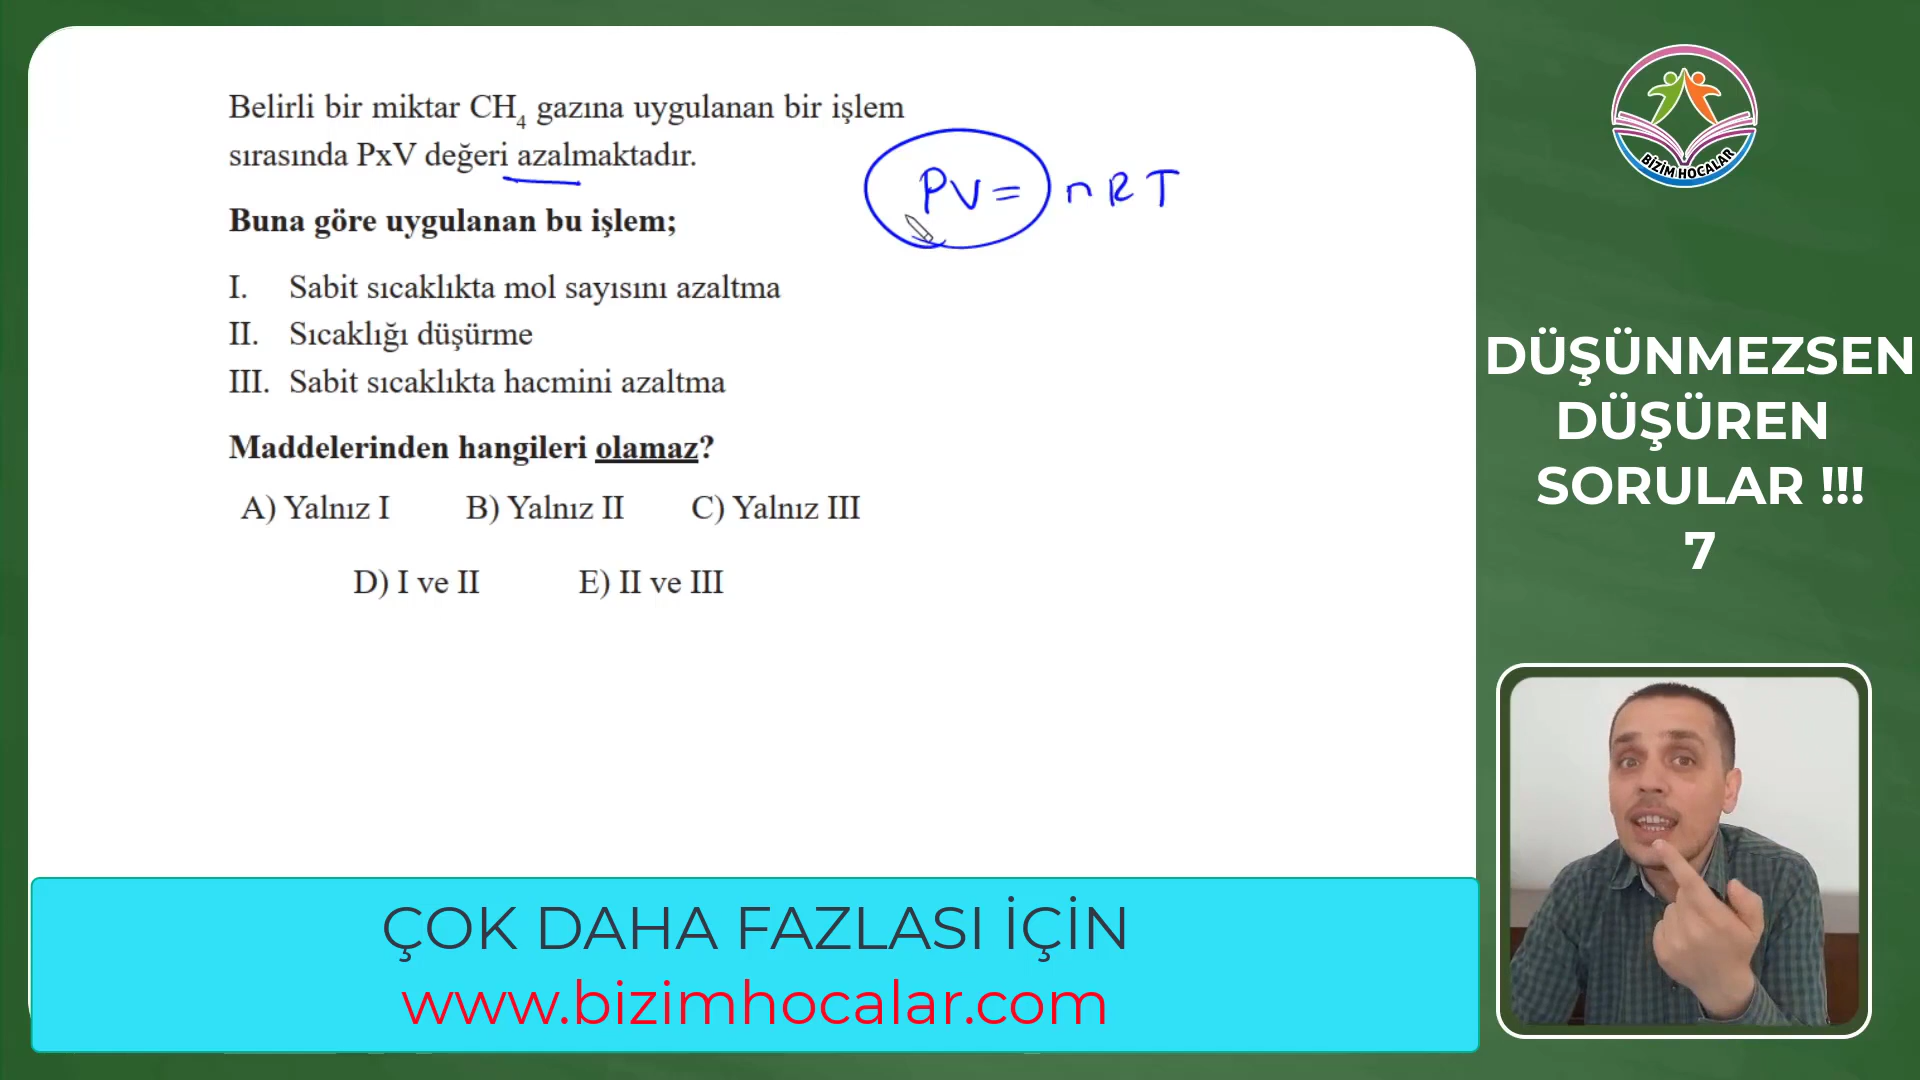 Belirli bir miktar CH₄ gazına uygulanan bir işlem
sırasında PxV değeri azalmaktadır.
PV = nRT
Buna göre uygulanan bu işlem;
I. Sabit sıcaklıkta mol sayısını azaltma
II. Sıcaklığı düşürme
III. Sabit sıcaklıkta hacmini azaltma
Maddelerinden hangileri olamaz?
A) Yalnız I B) Yalnız II C) Yalnız III
D) I ve II E) II ve III
ÇOK DAHA FAZLASI İÇİN
www.bizimhocalar.com
BİZİM HOCALAR
DÜŞÜNMEZSEN
DÜŞÜREN
SORULAR !!!
7